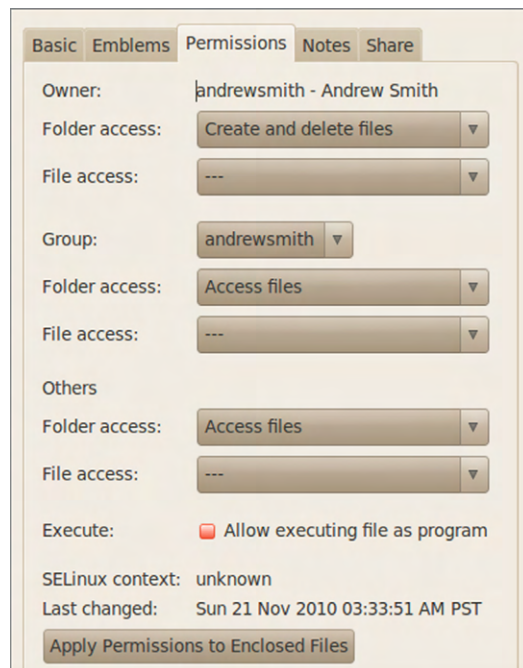 Basic Emblems Permissions Notes Share
Owner: andrewsmith - Andrew Smith
Folder access: Create and delete files
File access: ---
Group: andrewsmith
Folder access: Access files
File access: ---
Others
Folder access: Access files
File access: ---
Execute: Allow executing file as program
SELinux context: unknown
Last changed: Sun 21 Nov 2010 03:33:51 AM PST
Apply Permissions to Enclosed Files